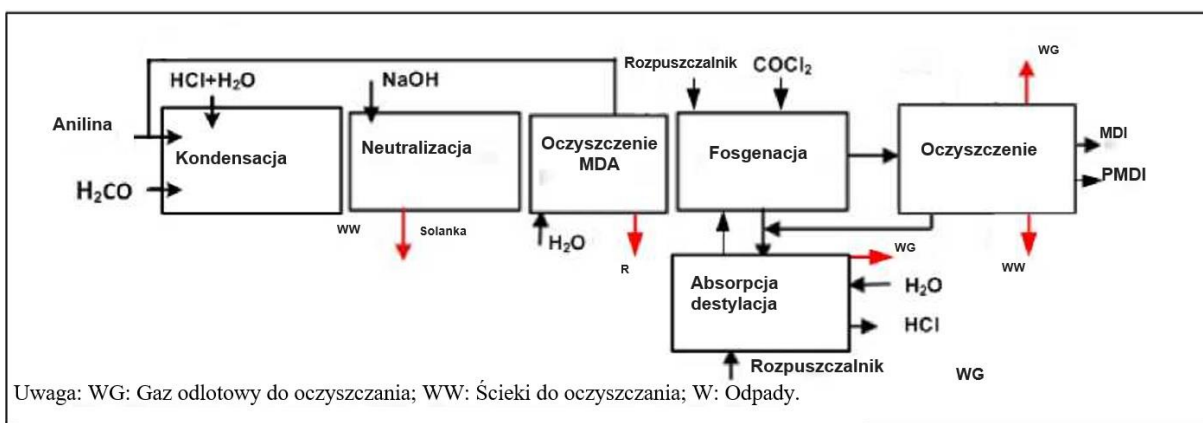 WG
HCl+H₂O
NaOH
Rozpuszczalnik
COCl₂
Anilina
Kondensacja
Neutralizacja
Oczyszczenie
MDA
Fosgenacja
Oczyszczenie
MDI
PMDI
H₂CO
WW
Solanka
H₂O
R
WG
WW
Absorpcja
destylacja
H₂O
HCl
Rozpuszczalnik
WG
Uwaga: WG: Gaz odlotowy do oczyszczania; WW: Ścieki do oczyszczania; W: Odpady.